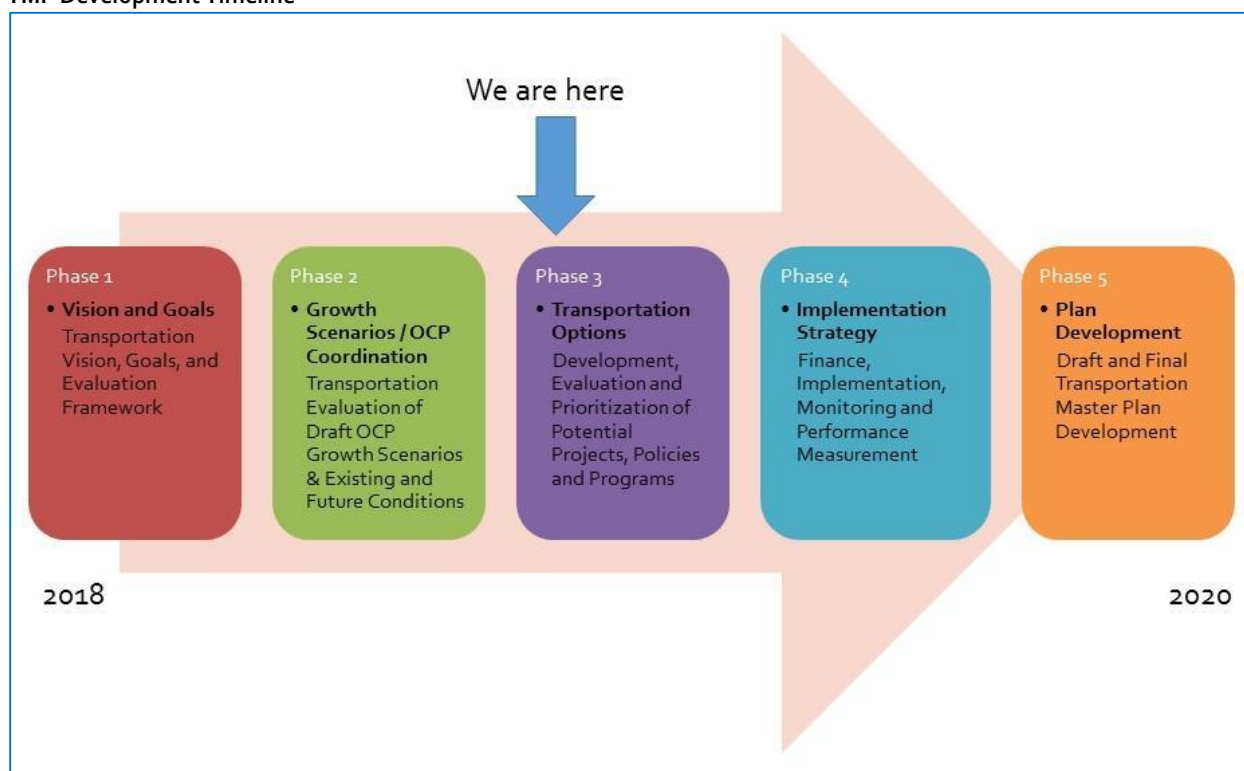 TMP Development Timeline
We are here
Phase 1
• Vision and Goals
Transportation
Vision, Goals, and
Evaluation
Framework
Phase 2
• Growth
Scenarios / OCP
Coordination
Transportation
Evaluation of
Draft OCP
Growth Scenarios
& Existing and
Future Conditions
Phase 3
• Transportation
Options
Development,
Evaluation and
Prioritization of
Potential
Projects, Policies
and Programs
Phase 4
• Implementation
Strategy
Finance,
Implementation,
Monitoring and
Performance
Measurement
Phase 5
• Plan
Development
Draft and Final
Transportation
Master Plan
Development
2018
2020